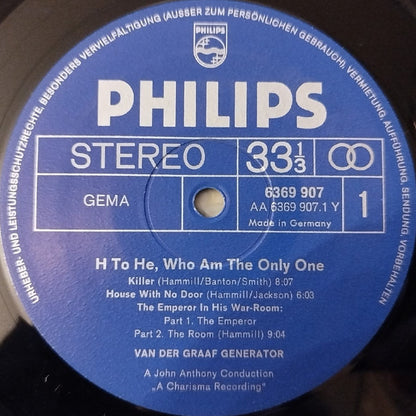 URHEBER- UND LEISTUNGSSCHUTZRECHTE, BESONDERS VERVIELFÄLTIGUNG (AUSSER ZUM PERSÖNLICHEN GEBRAUCH), VERMIETUNG, AUFFÜHRUNG, SENDUNG, VORBEHALTEN
PHILIPS
PHILIPS
STEREO 33 1/3
GEMA
6369 907
AA 6369 907.1 Y
Made in Germany
1
H To He, Who Am The Only One
Killer (Hammill/Banton/Smith) 8:07
House With No Door (Hammill/Jackson) 6:03
The Emperor In His War-Room:
Part 1. The Emperor
Part 2. The Room (Hammill) 9:04
VAN DER GRAAF GENERATOR
A John Anthony Conduction
„A Charisma Recording"